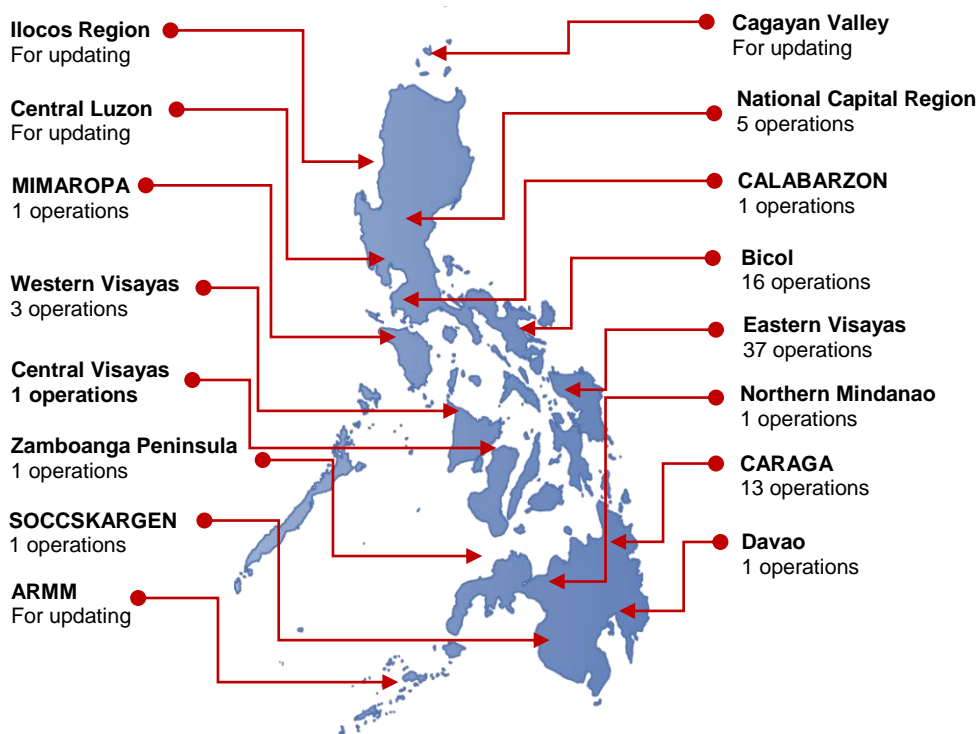 Ilocos Region
For updating
Central Luzon
For updating
MIMAROPA
1 operations
Western Visayas
3 operations
Central Visayas
1 operations
Zamboanga Peninsula
1 operations
SOCCSKARGEN
1 operations
ARMM
For updating
Cagayan Valley
For updating
National Capital Region
5 operations
CALABARZON
1 operations
Bicol
16 operations
Eastern Visayas
37 operations
Northern Mindanao
1 operations
CARAGA
13 operations
Davao
1 operations